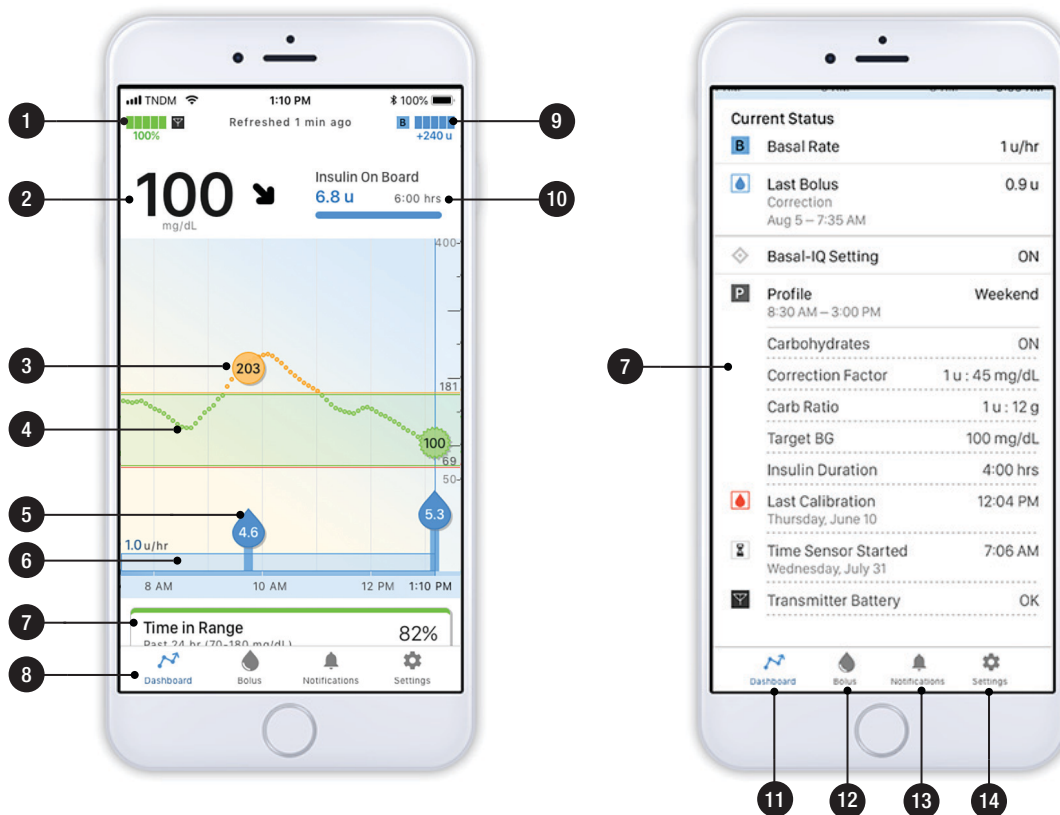 TNDM
1:10 PM
100%
100%
Refreshed 1 min ago
B
+240 u
1
9
100
mg/dL
Insulin On Board
6.8 u
6:00 hrs
2
10
400
203
3
181
4
100
69
50
5
4.6
5.3
1.0 u/hr
6
8 AM
10 AM
12 PM
1:10 PM
7
Time in Range
82%
Past 24 hr (70-180 mg/dL)
8
Dashboard
Bolus
Notifications
Settings
Current Status
B
Basal Rate
1 u/hr
Last Bolus
0.9 u
Correction
Aug 5 – 7:35 AM
Basal-IQ Setting
ON
P
Profile
Weekend
8:30 AM – 3:00 PM
7
Carbohydrates
ON
Correction Factor
1 u : 45 mg/dL
Carb Ratio
1 u : 12 g
Target BG
100 mg/dL
Insulin Duration
4:00 hrs
Last Calibration
12:04 PM
Thursday, June 10
Time Sensor Started
7:06 AM
Wednesday, July 31
Transmitter Battery
OK
Dashboard
Bolus
Notifications
Settings
11
12
13
14